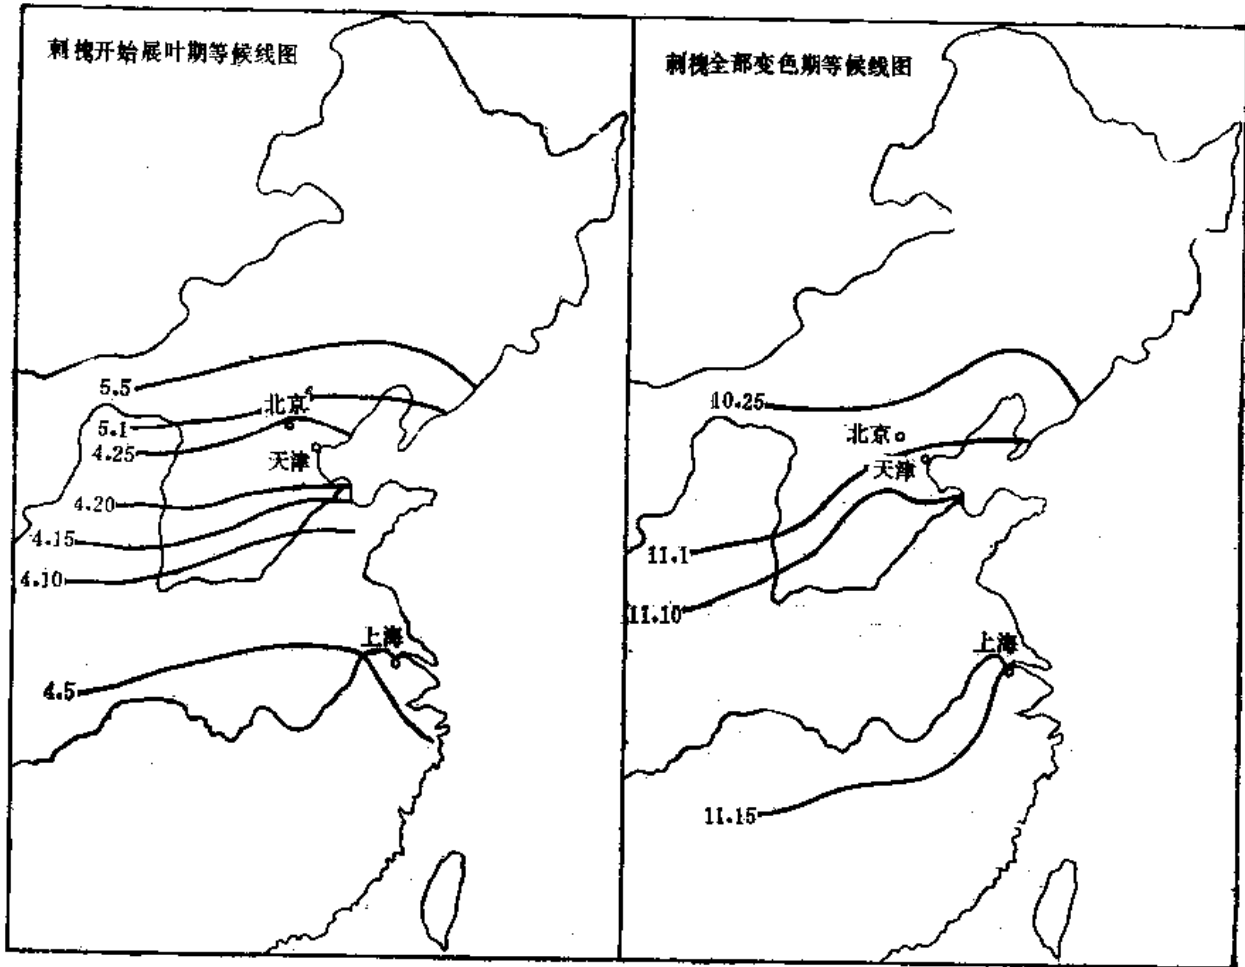 刺槐开始展叶期等候线图
5.5
北京
5.1
4.25
天津
4.20
4.15
4.10
上海
4.5
刺槐全部变色期等候线图
10.25
北京
天津
11.1
11.10
上海
11.15